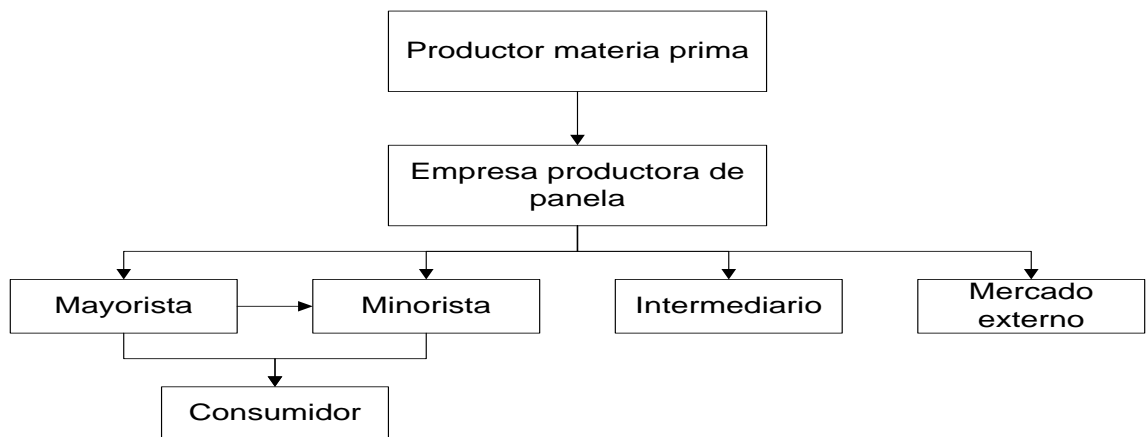 Productor materia prima
Empresa productora de
panela
Mayorista
Minorista
Intermediario
Mercado
externo
Consumidor